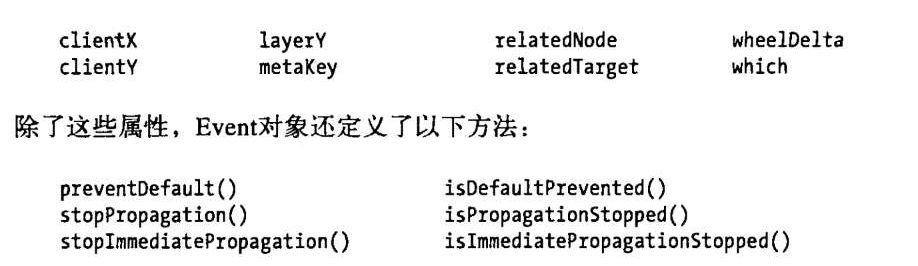 clientX layerY relatedNode wheelDelta
clientY metaKey relatedTarget which
除了这些属性，Event对象还定义了以下方法：
preventDefault() isDefaultPrevented()
stopPropagation() isPropagationStopped()
stopImmediatePropagation() isImmediatePropagationStopped()